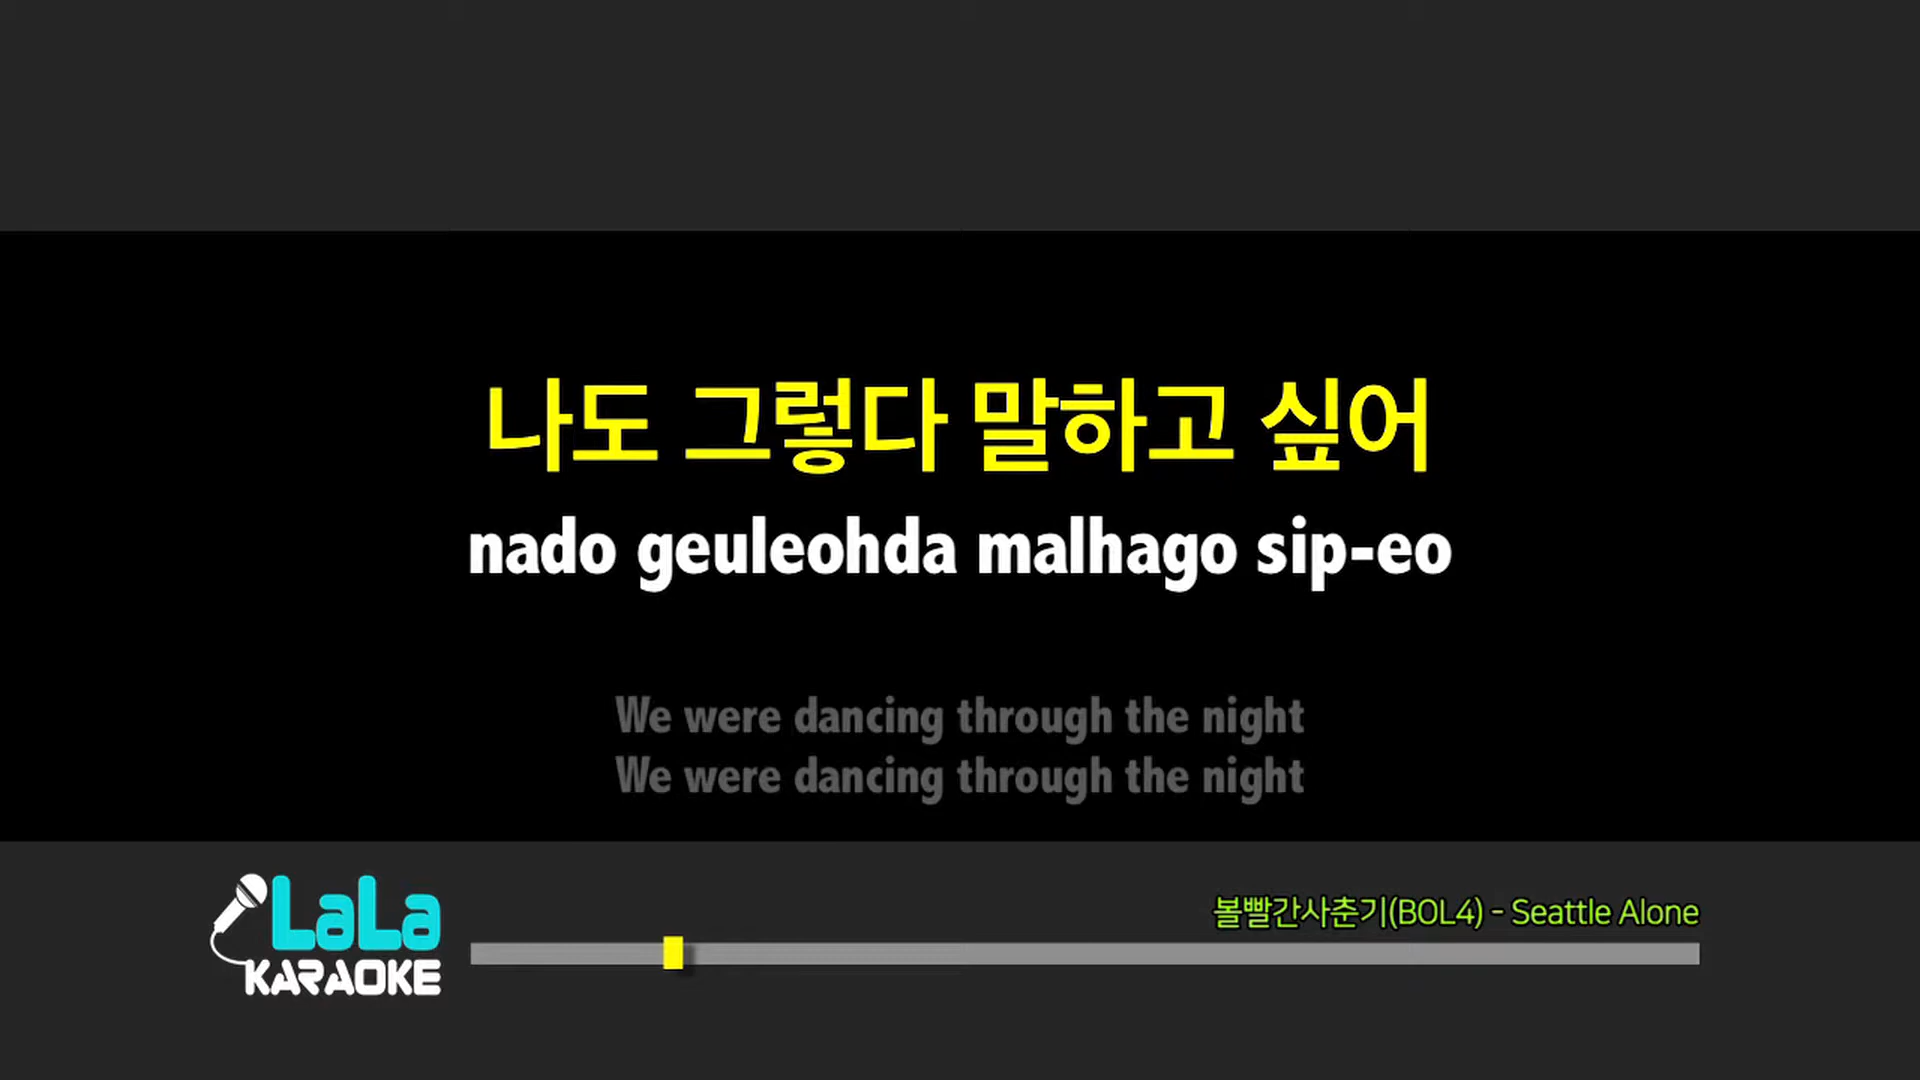 나도 그렇다 말하고 싶어
nado geuleohda malhago sip-eo
We were dancing through the night
We were dancing through the night
LaLa
KARAOKE
볼빨간사춘기(BOL4) - Seattle Alone